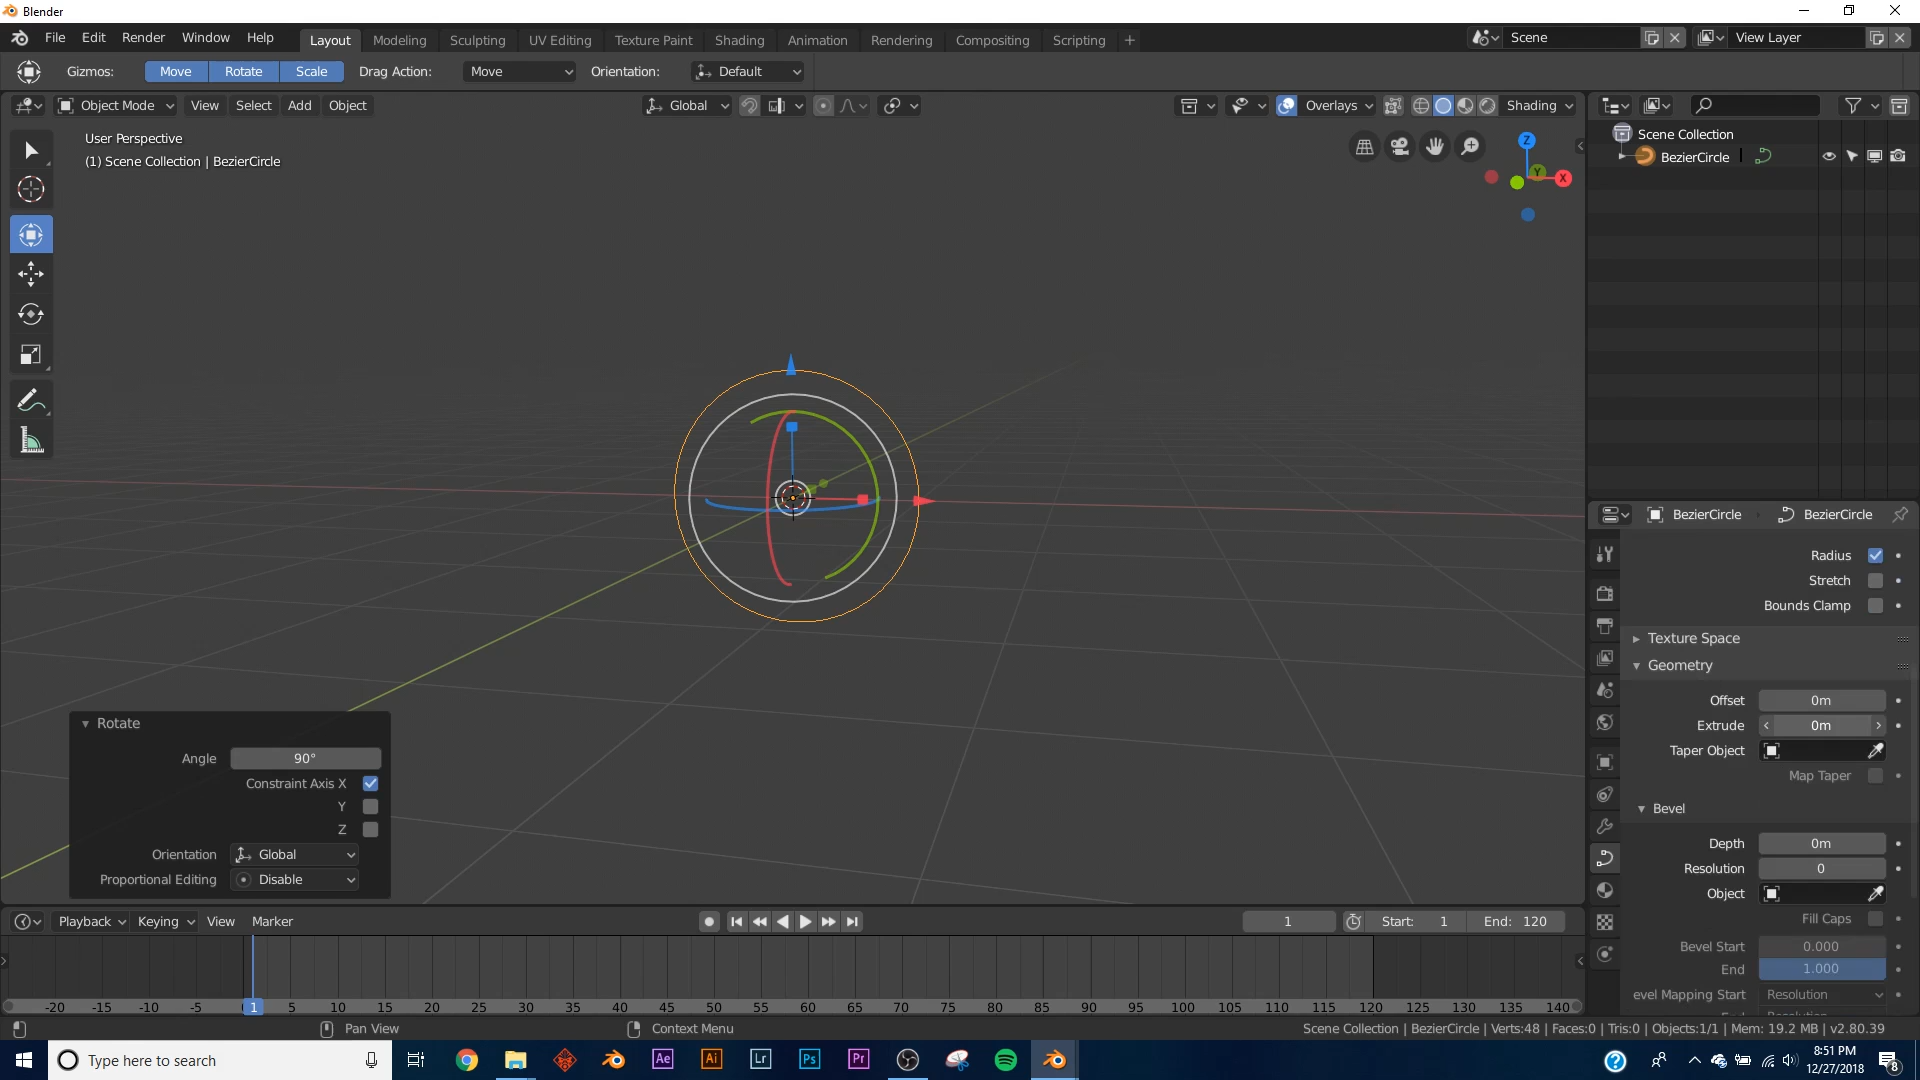 Blender
File Edit Render Window Help Layout Modeling Sculpting UV Editing Texture Paint Shading Animation Rendering Compositing Scripting + Scene View Layer
Gizmos: Move Rotate Scale Drag Action: Move Orientation: Default
Object Mode View Select Add Object Global Overlays Shading
User Perspective
(1) Scene Collection | BezierCircle
Z
Y
X
Scene Collection
BezierCircle
BezierCircle BezierCircle
Radius
Stretch
Bounds Clamp
Texture Space
Geometry
Offset 0m
Extrude 0m
Taper Object
Map Taper
Bevel
Depth 0m
Resolution 0
Object
Fill Caps
Bevel Start 0.000
End 1.000
evel Mapping Start Resolution
Rotate
Angle 90°
Constraint Axis X
Y
Z
Orientation Global
Proportional Editing Disable
Playback Keying View Marker 1 Start: 1 End: 120
-20 -15 -10 -5 1 5 10 15 20 25 30 35 40 45 50 55 60 65 70 75 80 85 90 95 100 105 110 115 120 125 130 135 140
Pan View Context Menu Scene Collection | BezierCircle | Verts:48 | Faces:0 | Tris:0 | Objects:1/1 | Mem: 19.2 MB | v2.80.39
Type here to search Ae Ai Lr Ps Pr 8:51 PM
12/27/2018
8